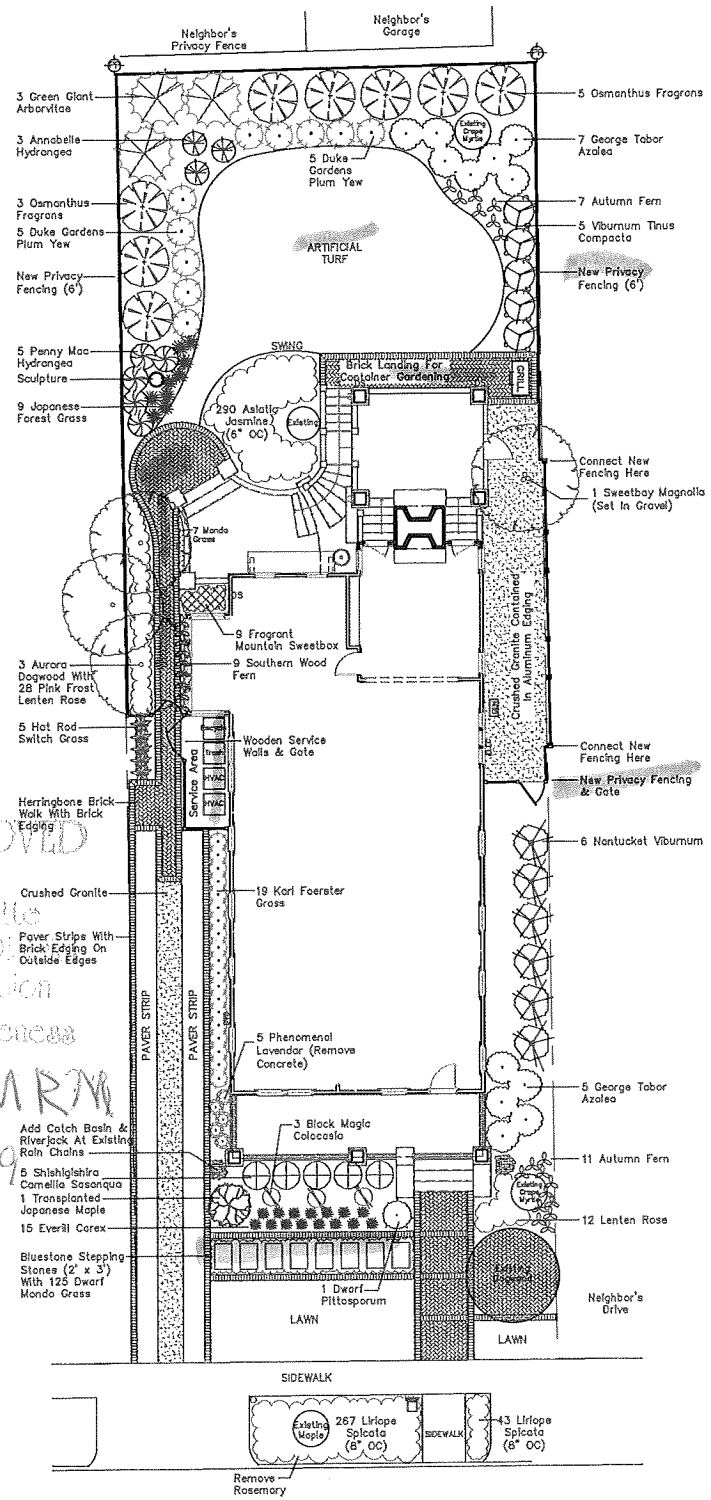 Neighbor's
Privacy Fence
Neighbor's
Garage
3 Green Giant
Arborvitae
5 Osmanthus Fragrans
3 Annabelle
Hydrangea
Existing
Crape
Myrtle
7 George Tabor
Azalea
5 Duke
Gardens
Plum Yew
3 Osmanthus
Fragrans
7 Autumn Fern
5 Duke Gardens
Plum Yew
5 Viburnum Tinus
Compacta
ARTIFICIAL
TURF
New Privacy
Fencing (6')
New Privacy
Fencing (6')
SWING
5 Penny Mac
Hydrangea
Brick Landing For
Container Gardening
GRILL
Sculpture
9 Japanese
Forest Grass
290 Asiatic
Jasmine
(6" OC)
Existing
Connect New
Fencing Here
1 Sweetbay Magnolia
(Set In Gravel)
7 Mondo
Grass
DS
Crushed Granite Contained
In Aluminum Edging
9 Fragrant
Mountain Sweetbox
3 Aurora
Dogwood With
28 Pink Frost
Lenten Rose
9 Southern Wood
Fern
GEN
5 Hot Rod
Switch Grass
Recycle
Trash
HVAC
HVAC
Service Area
Wooden Service
Walls & Gate
Connect New
Fencing Here
New Privacy Fencing
& Gate
Herringbone Brick
Walk With Brick
Edging
OVED
6 Nantucket Viburnum
Crushed Granite
19 Karl Foerster
Grass
Paver Strips With
Brick Edging On
Outside Edges
PAVER STRIP
PAVER STRIP
eness
ARM
5 Phenomenal
Lavendar (Remove
Concrete)
5 George Tabor
Azalea
Add Catch Basin &
Riverjack At Existing
Rain Chains
3 Black Magic
Colocasia
11 Autumn Fern
5 Shishigishira
Camellia Sasanqua
Existing
Crape
Myrtle
1 Transplanted
Japanese Maple
15 Everill Carex
12 Lenten Rose
Bluestone Stepping
Stones (2' x 3')
With 125 Dwarf
Mondo Grass
1 Dwarf
Pittosporum
Existing
Dogwood
Neighbor's
Drive
LAWN
LAWN
SIDEWALK
Existing
Maple
267 Liriope
Spicata
(8" OC)
SIDEWALK
43 Liriope
Spicata
(8" OC)
Remove
Rosemary